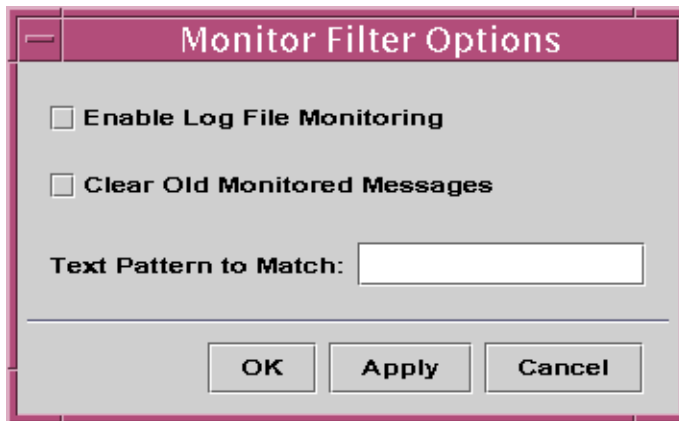 Monitor Filter Options
Enable Log File Monitoring
Clear Old Monitored Messages
Text Pattern to Match:
OK Apply Cancel